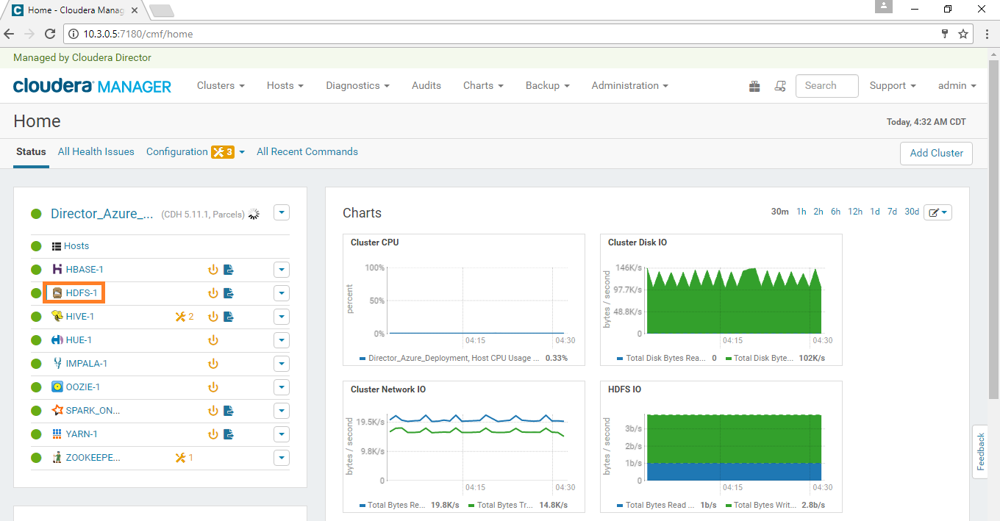 Home - Cloudera Manag
10.3.0.5:7180/cmf/home
Managed by Cloudera Director
cloudera MANAGER Clusters Hosts Diagnostics Audits Charts Backup Administration Search Support admin
Home
Today, 4:32 AM CDT
Status All Health Issues Configuration 3 All Recent Commands
Add Cluster
Director_Azure_... (CDH 5.11.1, Parcels)
Hosts
HBASE-1
HDFS-1
HIVE-1 2
HUE-1
IMPALA-1
OOZIE-1
SPARK_ON...
YARN-1
ZOOKEEPE... 1
Charts
30m 1h 2h 6h 12h 1d 7d 30d
Cluster CPU
percent
100%
50%
0%
04:15 04:30
Director_Azure_Deployment, Host CPU Usage ... 0.33%
Cluster Disk IO
bytes / second
146K/s
97.7K/s
48.8K/s
0
04:15 04:30
Total Disk Bytes Rea... 0 Total Disk Byte... 102K/s
Cluster Network IO
bytes / second
19.5K/s
9.8K/s
0
04:15 04:30
Total Bytes Re... 19.8K/s Total Bytes Tr... 14.8K/s
HDFS IO
bytes / second
3b/s
2b/s
1b/s
0
04:15 04:30
Total Bytes Read ... 1b/s Total Bytes Writ... 2.8b/s
Feedback